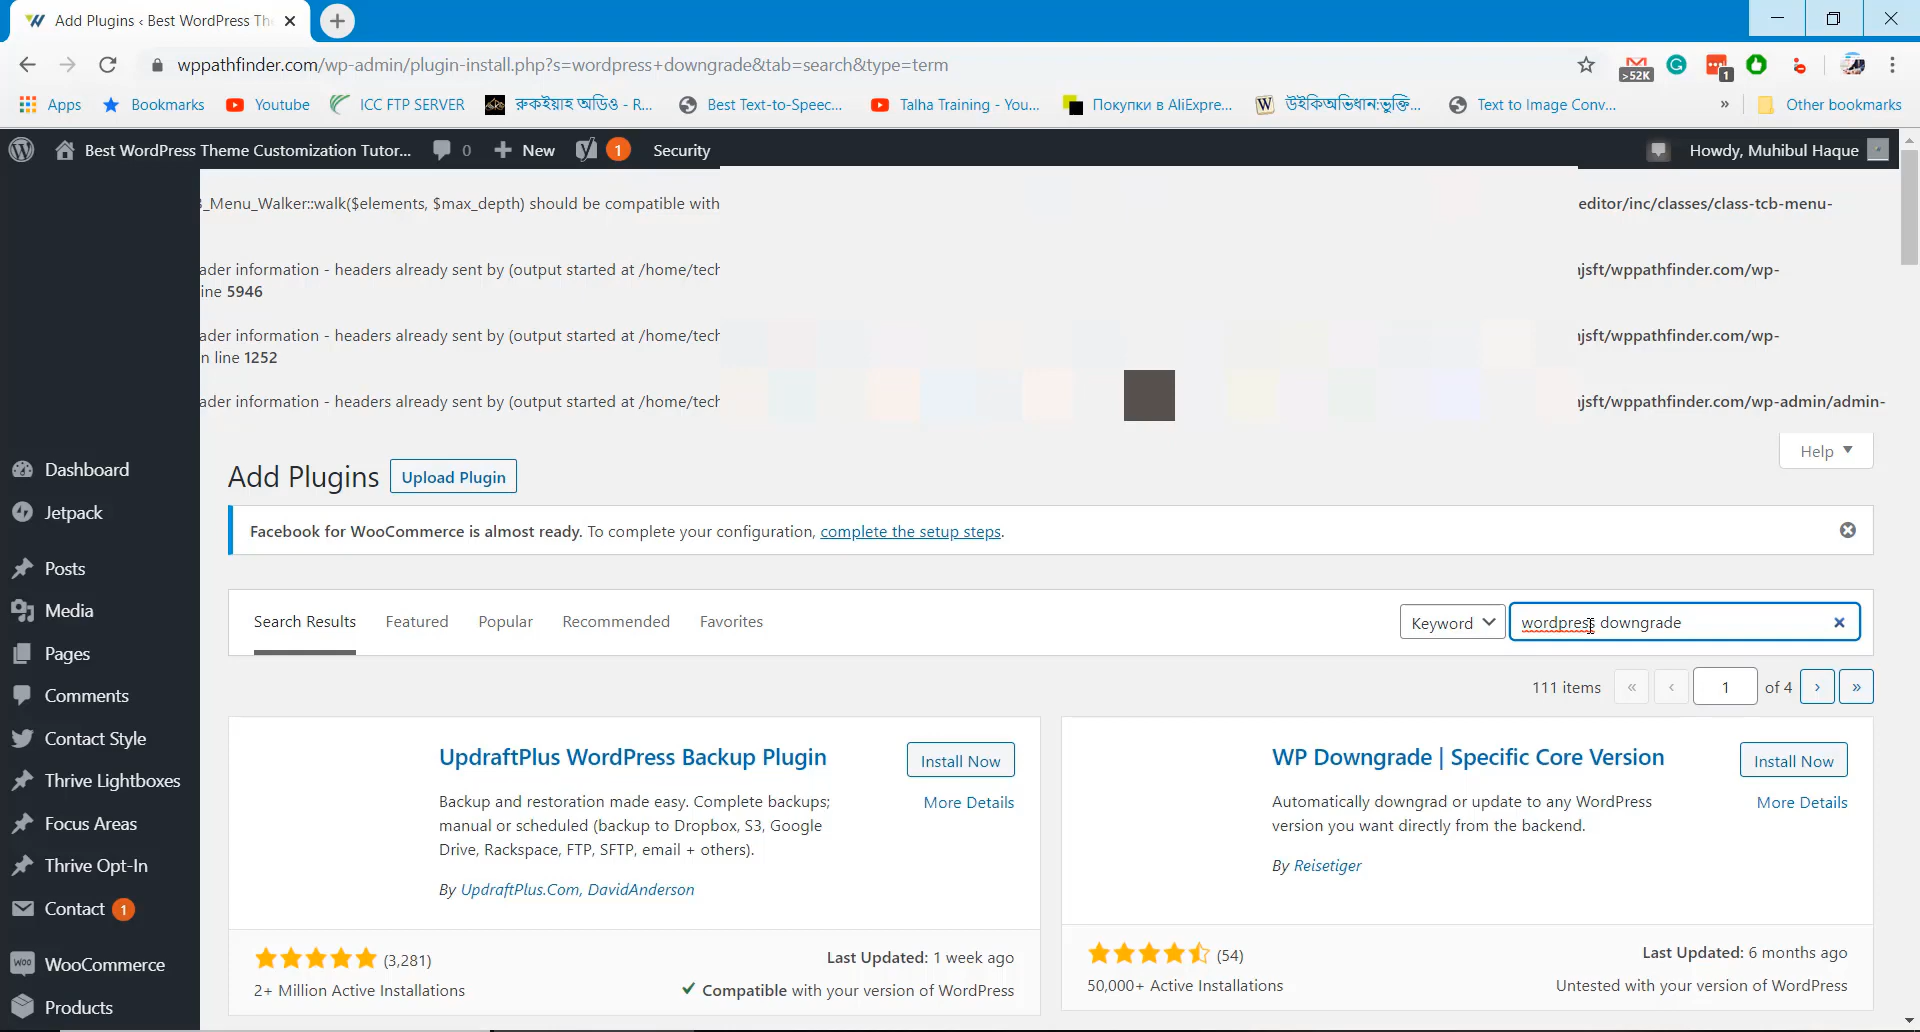 Add Plugins ‹ Best WordPress The
wppathfinder.com/wp-admin/plugin-install.php?s=wordpress+downgrade&tab=search&type=term
>52K
1
Apps
Bookmarks
Youtube
ICC FTP SERVER
রুকইয়াহ অডিও - R...
Best Text-to-Speec...
Talha Training - You...
Покупки в AliExpre...
W উইকিঅভিধান:ভুক্তি...
Text to Image Conv...
»
Other bookmarks
Best WordPress Theme Customization Tutor...
0
New
1
Security
Howdy, Muhibul Haque
_Menu_Walker::walk($elements, $max_depth) should be compatible with
editor/inc/classes/class-tcb-menu-
ader information - headers already sent by (output started at /home/tech
jsft/wppathfinder.com/wp-
ine 5946
ader information - headers already sent by (output started at /home/tech
jsft/wppathfinder.com/wp-
n line 1252
ader information - headers already sent by (output started at /home/tech
jsft/wppathfinder.com/wp-admin/admin-
Help
Add Plugins
Upload Plugin
Facebook for WooCommerce is almost ready. To complete your configuration, complete the setup steps.
Search Results
Featured
Popular
Recommended
Favorites
Keyword
wordpress downgrade
111 items
«
‹
1
of 4
›
»
Dashboard
Jetpack
Posts
Media
Pages
Comments
Contact Style
Thrive Lightboxes
Focus Areas
Thrive Opt-In
Contact 1
WooCommerce
Products
UpdraftPlus WordPress Backup Plugin
Install Now
More Details
Backup and restoration made easy. Complete backups;
manual or scheduled (backup to Dropbox, S3, Google
Drive, Rackspace, FTP, SFTP, email + others).
By UpdraftPlus.Com, DavidAnderson
(3,281)
2+ Million Active Installations
Last Updated: 1 week ago
Compatible with your version of WordPress
WP Downgrade | Specific Core Version
Install Now
More Details
Automatically downgrad or update to any WordPress
version you want directly from the backend.
By Reisetiger
(54)
50,000+ Active Installations
Last Updated: 6 months ago
Untested with your version of WordPress